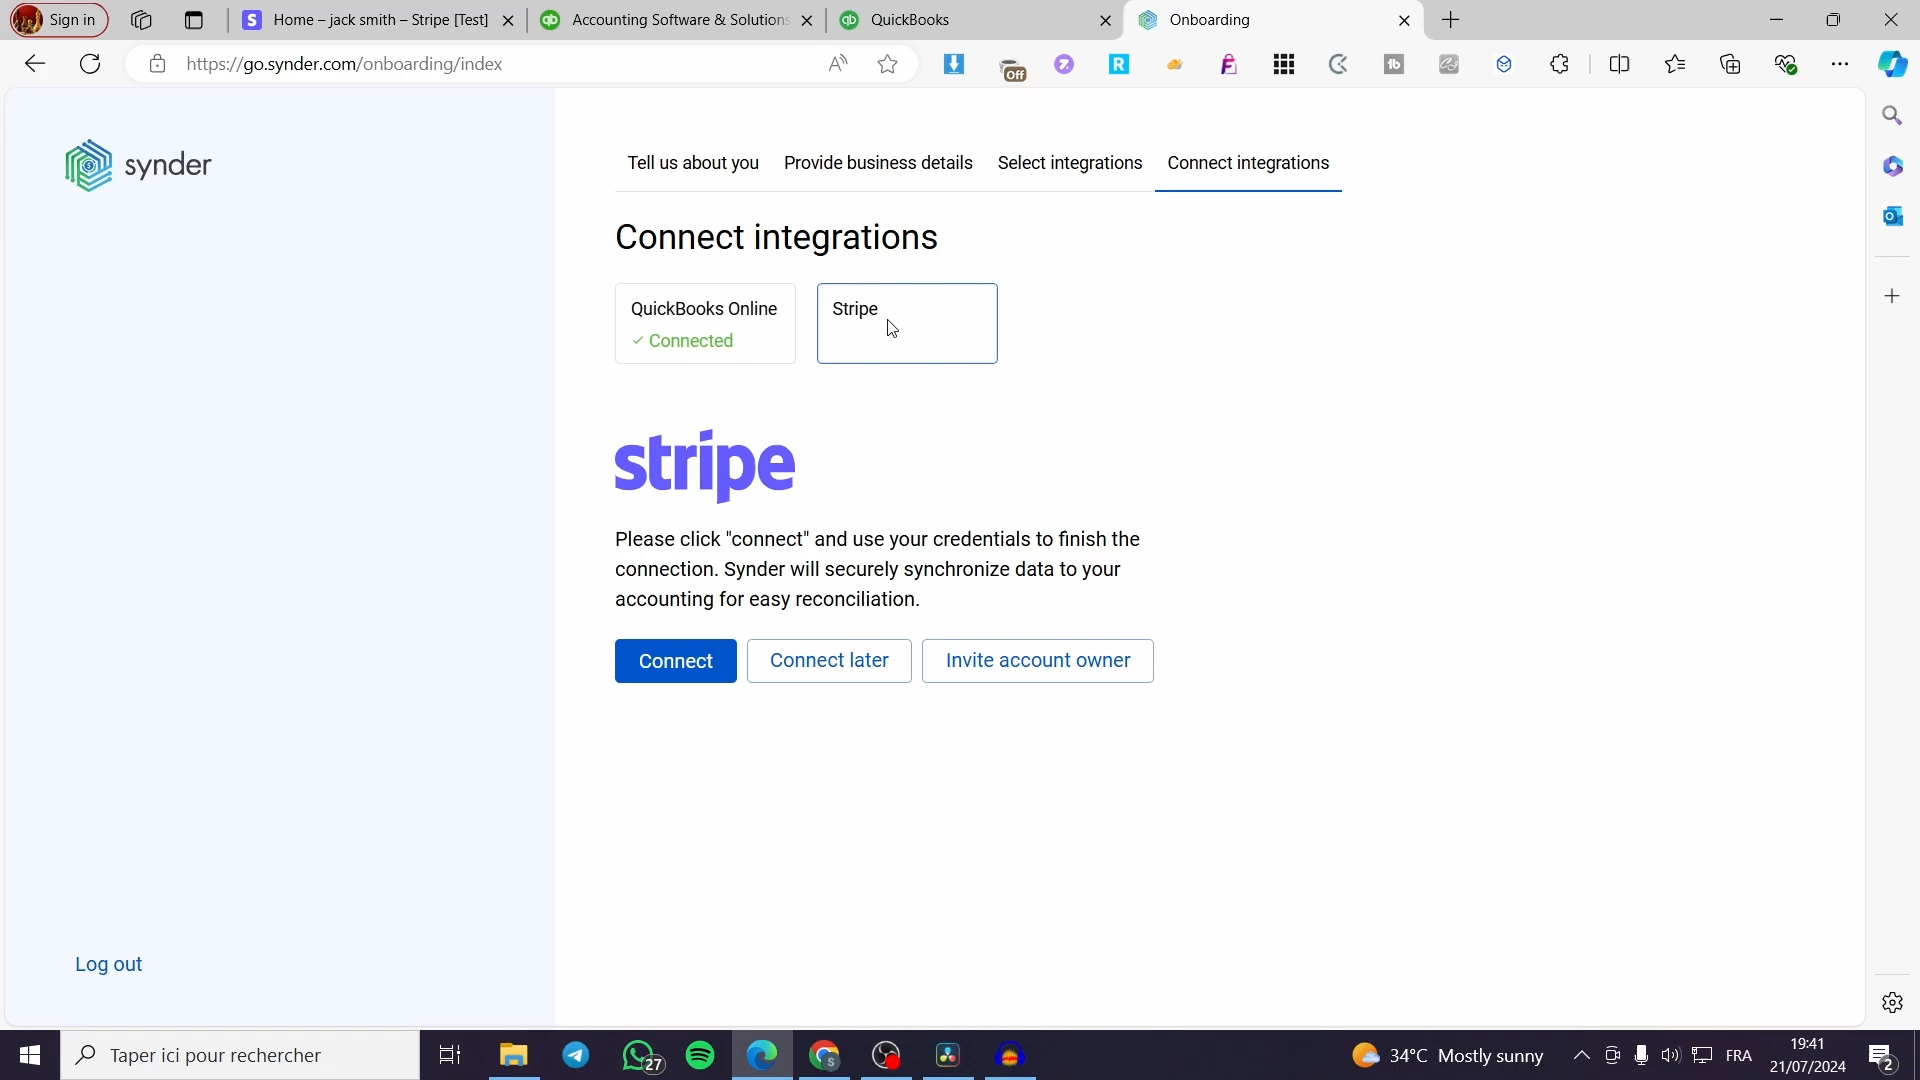 Sign in
Home – jack smith – Stripe [Test]
Accounting Software & Solutions
QuickBooks
Onboarding
https://go.synder.com/onboarding/index
Off
synder
Tell us about you
Provide business details
Select integrations
Connect integrations
Connect integrations
QuickBooks Online
Connected
Stripe
stripe
Please click "connect" and use your credentials to finish the
connection. Synder will securely synchronize data to your
accounting for easy reconciliation.
Connect
Connect later
Invite account owner
Log out
Taper ici pour rechercher
27
34°C Mostly sunny
FRA
19:41
21/07/2024
2